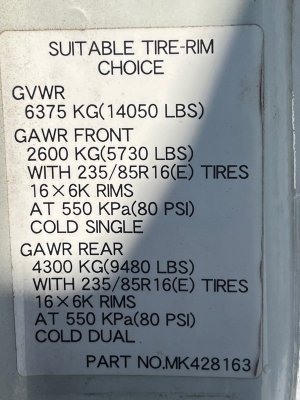 SUITABLE TIRE-RIM
CHOICE
GVWR
6375 KG(14050 LBS)
GAWR FRONT
2600 KG(5730 LBS)
WITH 235/85R16(E) TIRES
16×6K RIMS
AT 550 KPa(80 PSI)
COLD SINGLE
GAWR REAR
4300 KG(9480 LBS)
WITH 235/85R16(E) TIRES
16×6K RIMS
AT 550 KPa(80 PSI)
COLD DUAL
PART NO.MK428163